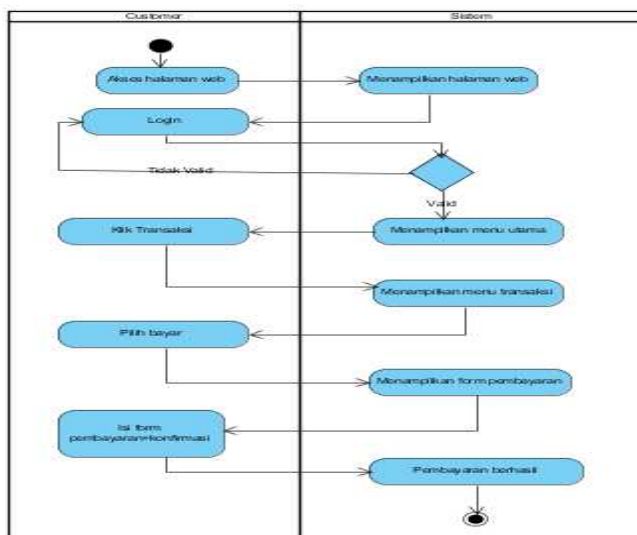 Customer
Sistem
Akses halaman web
Menampilkan halaman web
Login
Tidak Valid
Valid
Klik Transaksi
Menampilkan menu utama
Menampilkan menu transaksi
Pilih bayar
Menampilkan form pembayaran
Isi form
pembayaran+konfirmasi
Pembayaran berhasil